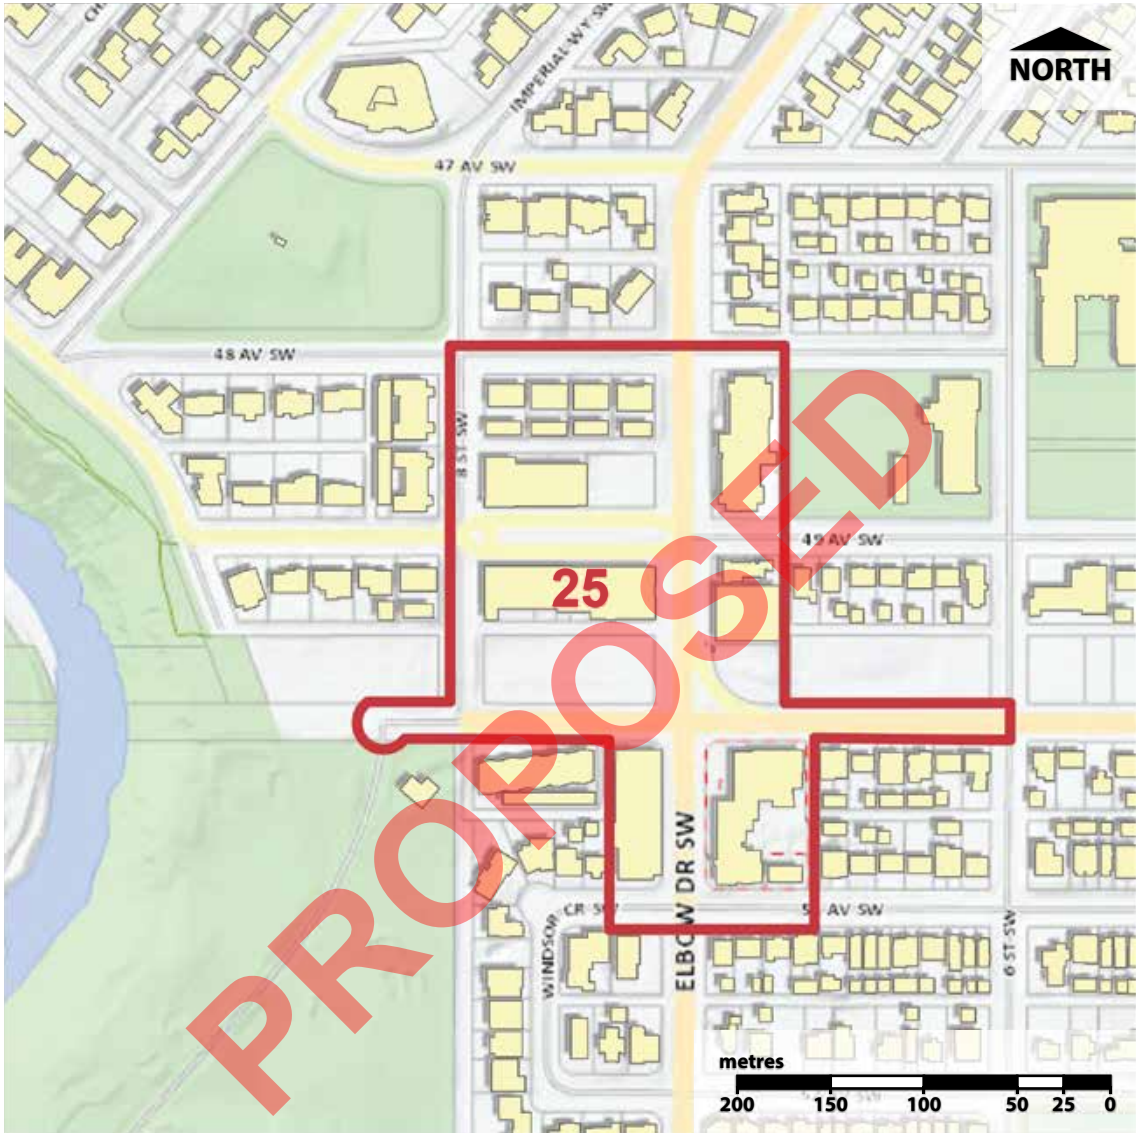 NORTH
IMPERIAL WY SW
47 AV SW
48 AV SW
8 ST SW
49 AV SW
25
PROPOSED
ELBOW DR SW
CR SW
AV SW
WINDSOR
6 ST SW
metres
200 150 100 50 25 0